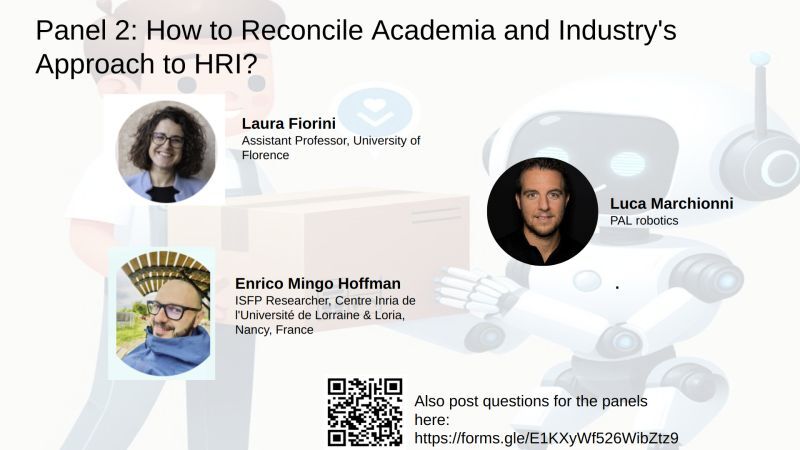 Panel 2: How to Reconcile Academia and Industry's
Approach to HRI?
Laura Fiorini
Assistant Professor, University of
Florence
Luca Marchionni
PAL robotics
.
Enrico Mingo Hoffman
ISFP Researcher, Centre Inria de
l'Université de Lorraine & Loria,
Nancy, France
Also post questions for the panels
here:
https://forms.gle/E1KXyWf526WibZtz9